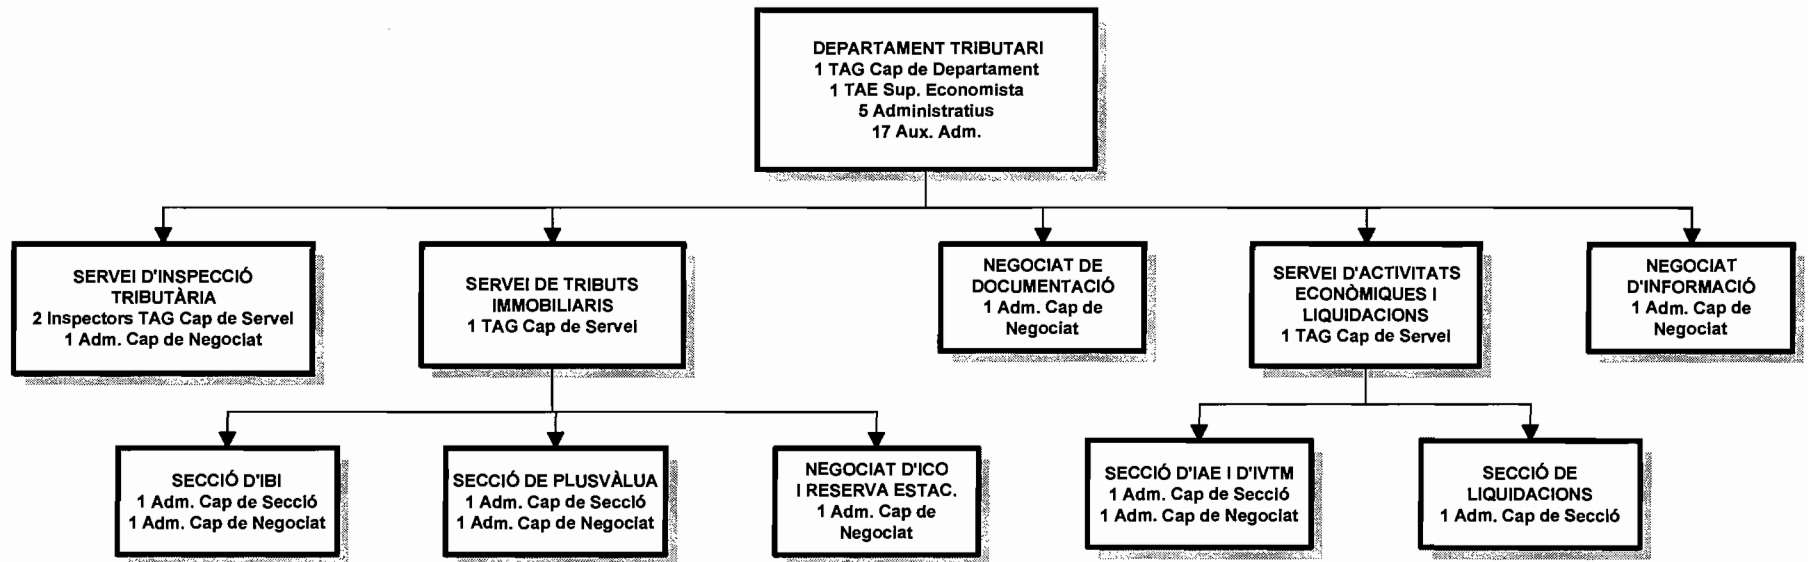 DEPARTAMENT TRIBUTARI
1 TAG Cap de Departament
1 TAE Sup. Economista
5 Administratius
17 Aux. Adm.
SERVEI D'INSPECCIÓ
TRIBUTÀRIA
2 Inspectors TAG Cap de Servei
1 Adm. Cap de Negociat
SERVEI DE TRIBUTS
IMMOBILIARIS
1 TAG Cap de Servei
NEGOCIAT DE
DOCUMENTACIÓ
1 Adm. Cap de
Negociat
SERVEI D'ACTIVITATS
ECONÒMIQUES I
LIQUIDACIONS
1 TAG Cap de Servei
NEGOCIAT
D'INFORMACIÓ
1 Adm. Cap de
Negociat
SECCIÓ D'IBI
1 Adm. Cap de Secció
1 Adm. Cap de Negociat
SECCIÓ DE PLUSVÀLUA
1 Adm. Cap de Secció
1 Adm. Cap de Negociat
NEGOCIAT D'ICO
I RESERVA ESTAC.
1 Adm. Cap de
Negociat
SECCIÓ D'IAE I D'IVTM
1 Adm. Cap de Secció
1 Adm. Cap de Negociat
SECCIÓ DE
LIQUIDACIONS
1 Adm. Cap de Secció